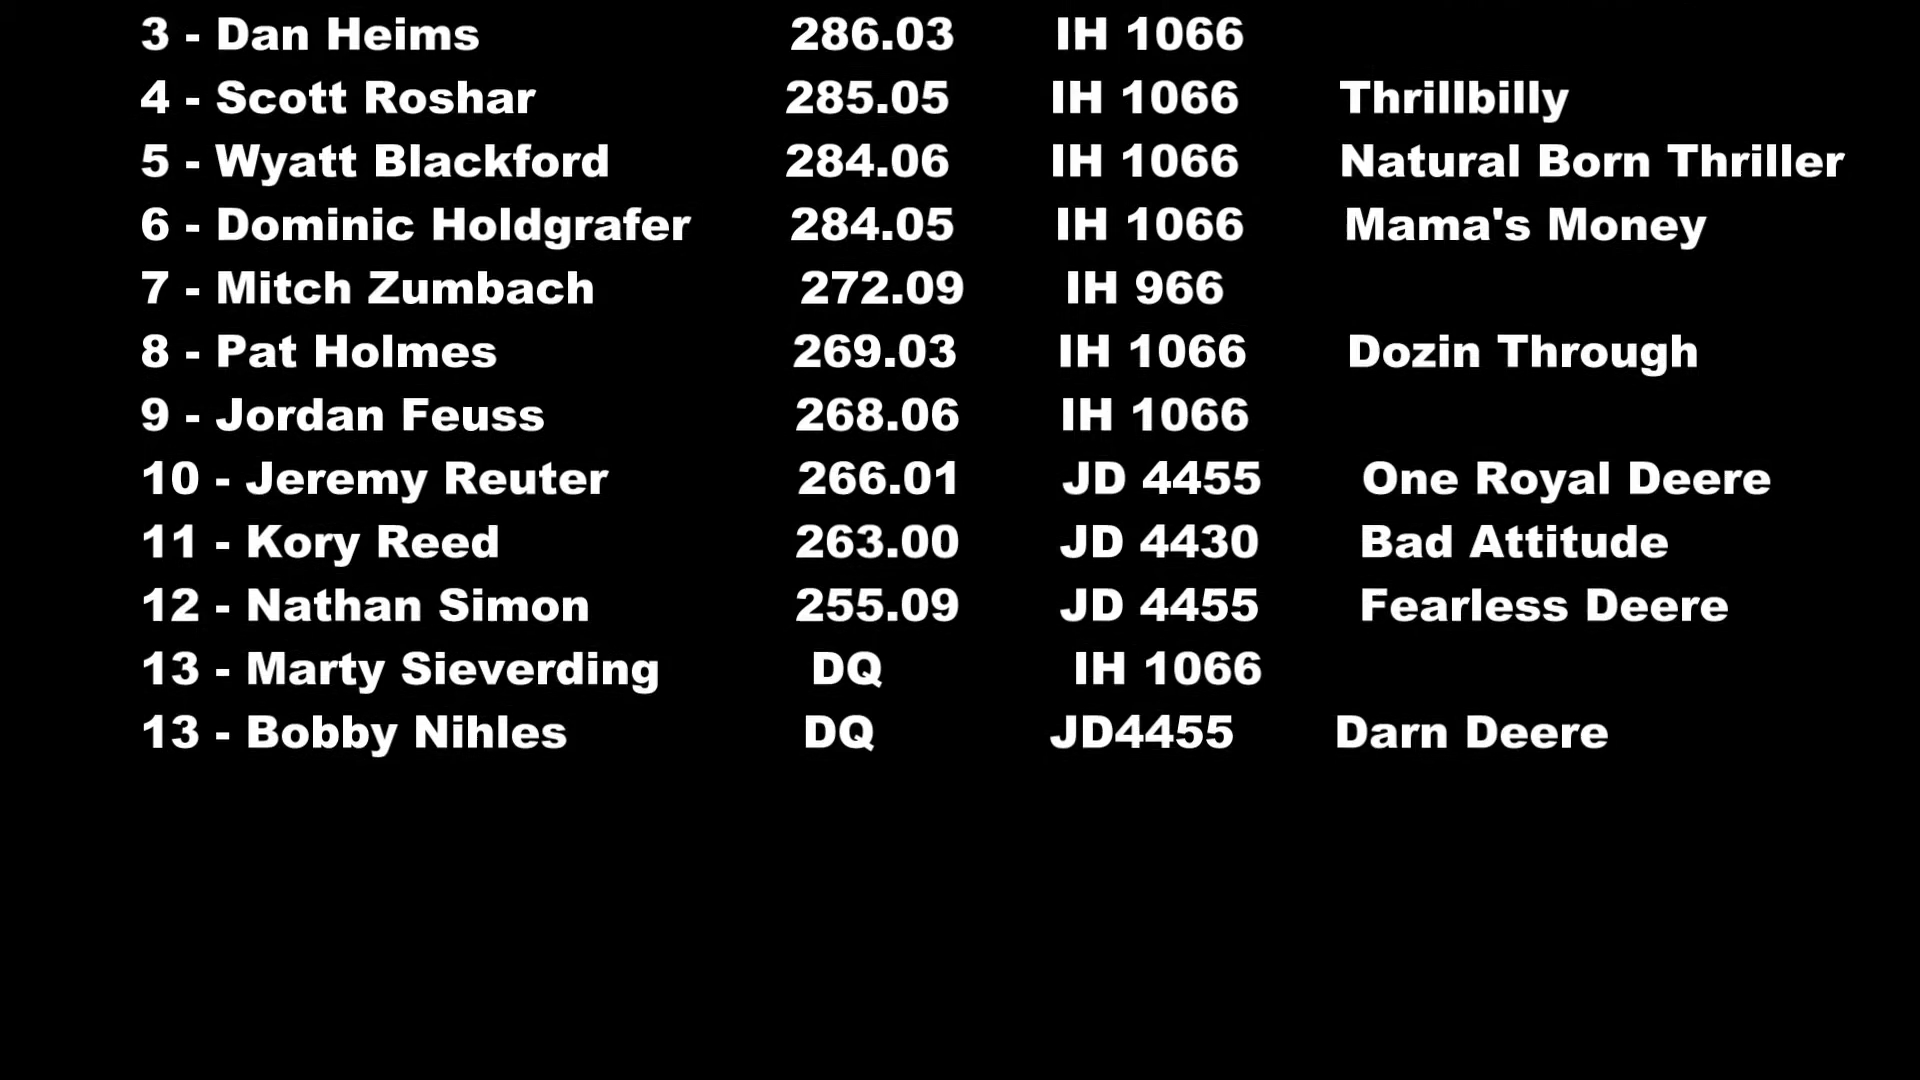 3 - Dan Heims 286.03 IH 1066
4 - Scott Roshar 285.05 IH 1066 Thrillbilly
5 - Wyatt Blackford 284.06 IH 1066 Natural Born Thriller
6 - Dominic Holdgrafer 284.05 IH 1066 Mama's Money
7 - Mitch Zumbach 272.09 IH 966
8 - Pat Holmes 269.03 IH 1066 Dozin Through
9 - Jordan Feuss 268.06 IH 1066
10 - Jeremy Reuter 266.01 JD 4455 One Royal Deere
11 - Kory Reed 263.00 JD 4430 Bad Attitude
12 - Nathan Simon 255.09 JD 4455 Fearless Deere
13 - Marty Sieverding DQ IH 1066
13 - Bobby Nihles DQ JD4455 Darn Deere